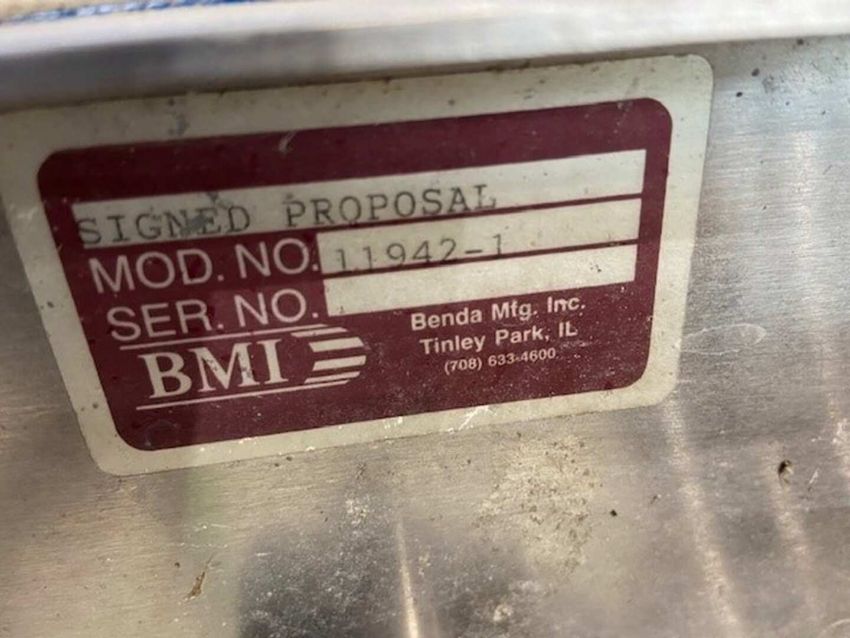 SIGNED PROPOSAL
MOD. NO. 11942-1
SER. NO.
BMI
Benda Mfg. Inc.
Tinley Park, IL
(708) 633-4600